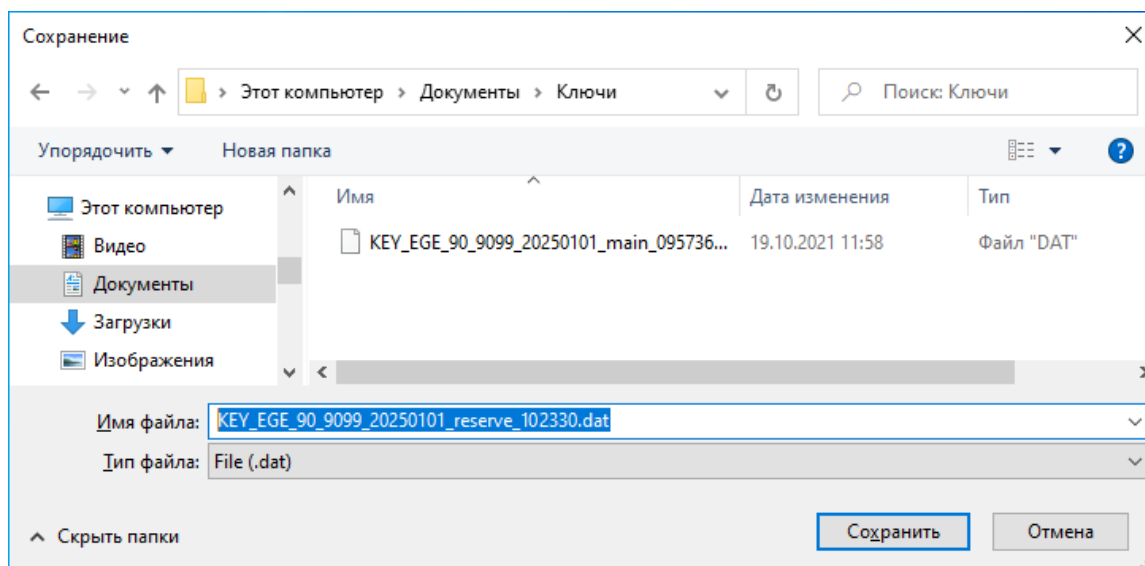 Сохранение
Этот компьютер > Документы > Ключи
Поиск: Ключи
Упорядочить
Новая папка
Имя
Дата изменения
Тип
Этот компьютер
Видео
Документы
Загрузки
Изображения
KEY_EGE_90_9099_20250101_main_095736...
19.10.2021 11:58
Файл "DAT"
Имя файла: KEY_EGE_90_9099_20250101_reserve_102330.dat
Тип файла: File (.dat)
Скрыть папки
Сохранить
Отмена